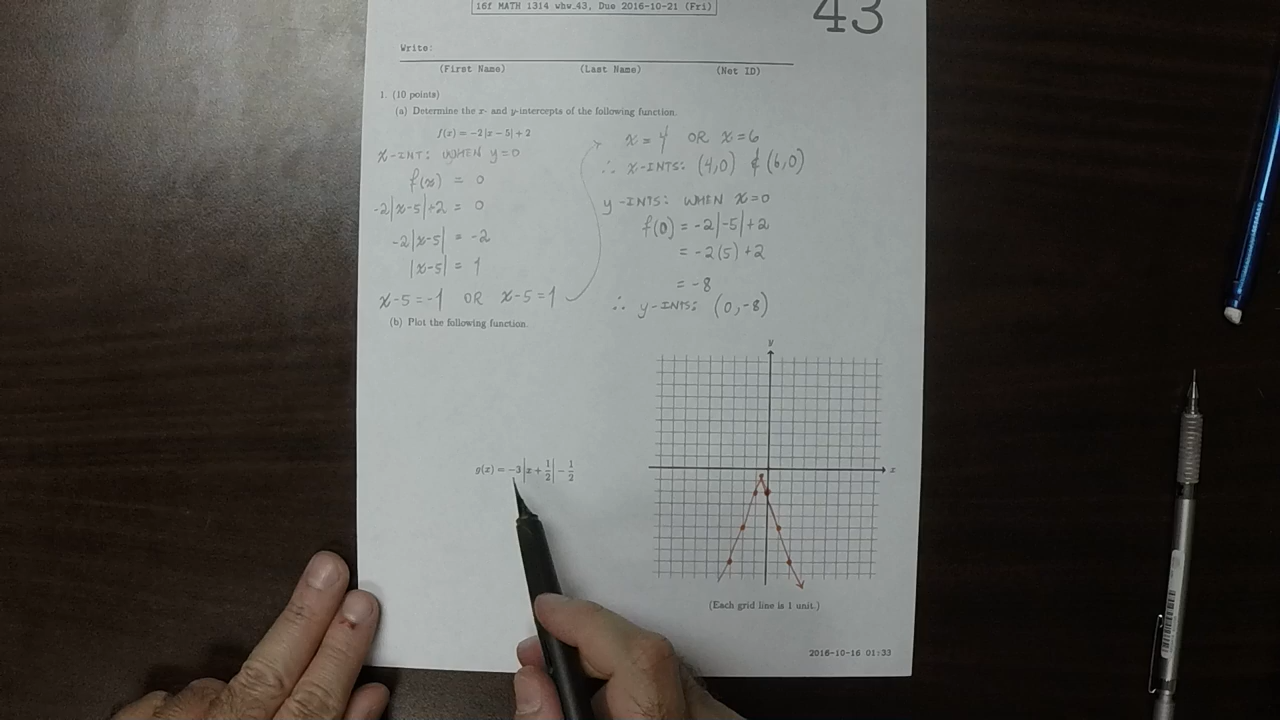 16f MATH 1314 wbw_43, Due 2016-10-21 (Fri)
43
Write:
(First Name) (Last Name) (Net ID)
1. (10 points)
(a) Determine the x- and y-intercepts of the following function.
f(x) = −2|x − 5| + 2
x-INT: WHEN y=0
f(x) = 0
-2|x-5|+2 = 0
-2|x-5| = -2
|x-5| = 1
x-5=-1 OR x-5=1
x=4 OR x=6
∴ x-INTS: (4,0) & (6,0)
y-INTS: WHEN x=0
f(0) = -2|-5|+2
= -2(5)+2
= -8
∴ y-INTS: (0,-8)
(b) Plot the following function.
g(x) = −3|x + 1/2| − 1/2
y
x
(Each grid line is 1 unit.)
2016-10-16 01:33